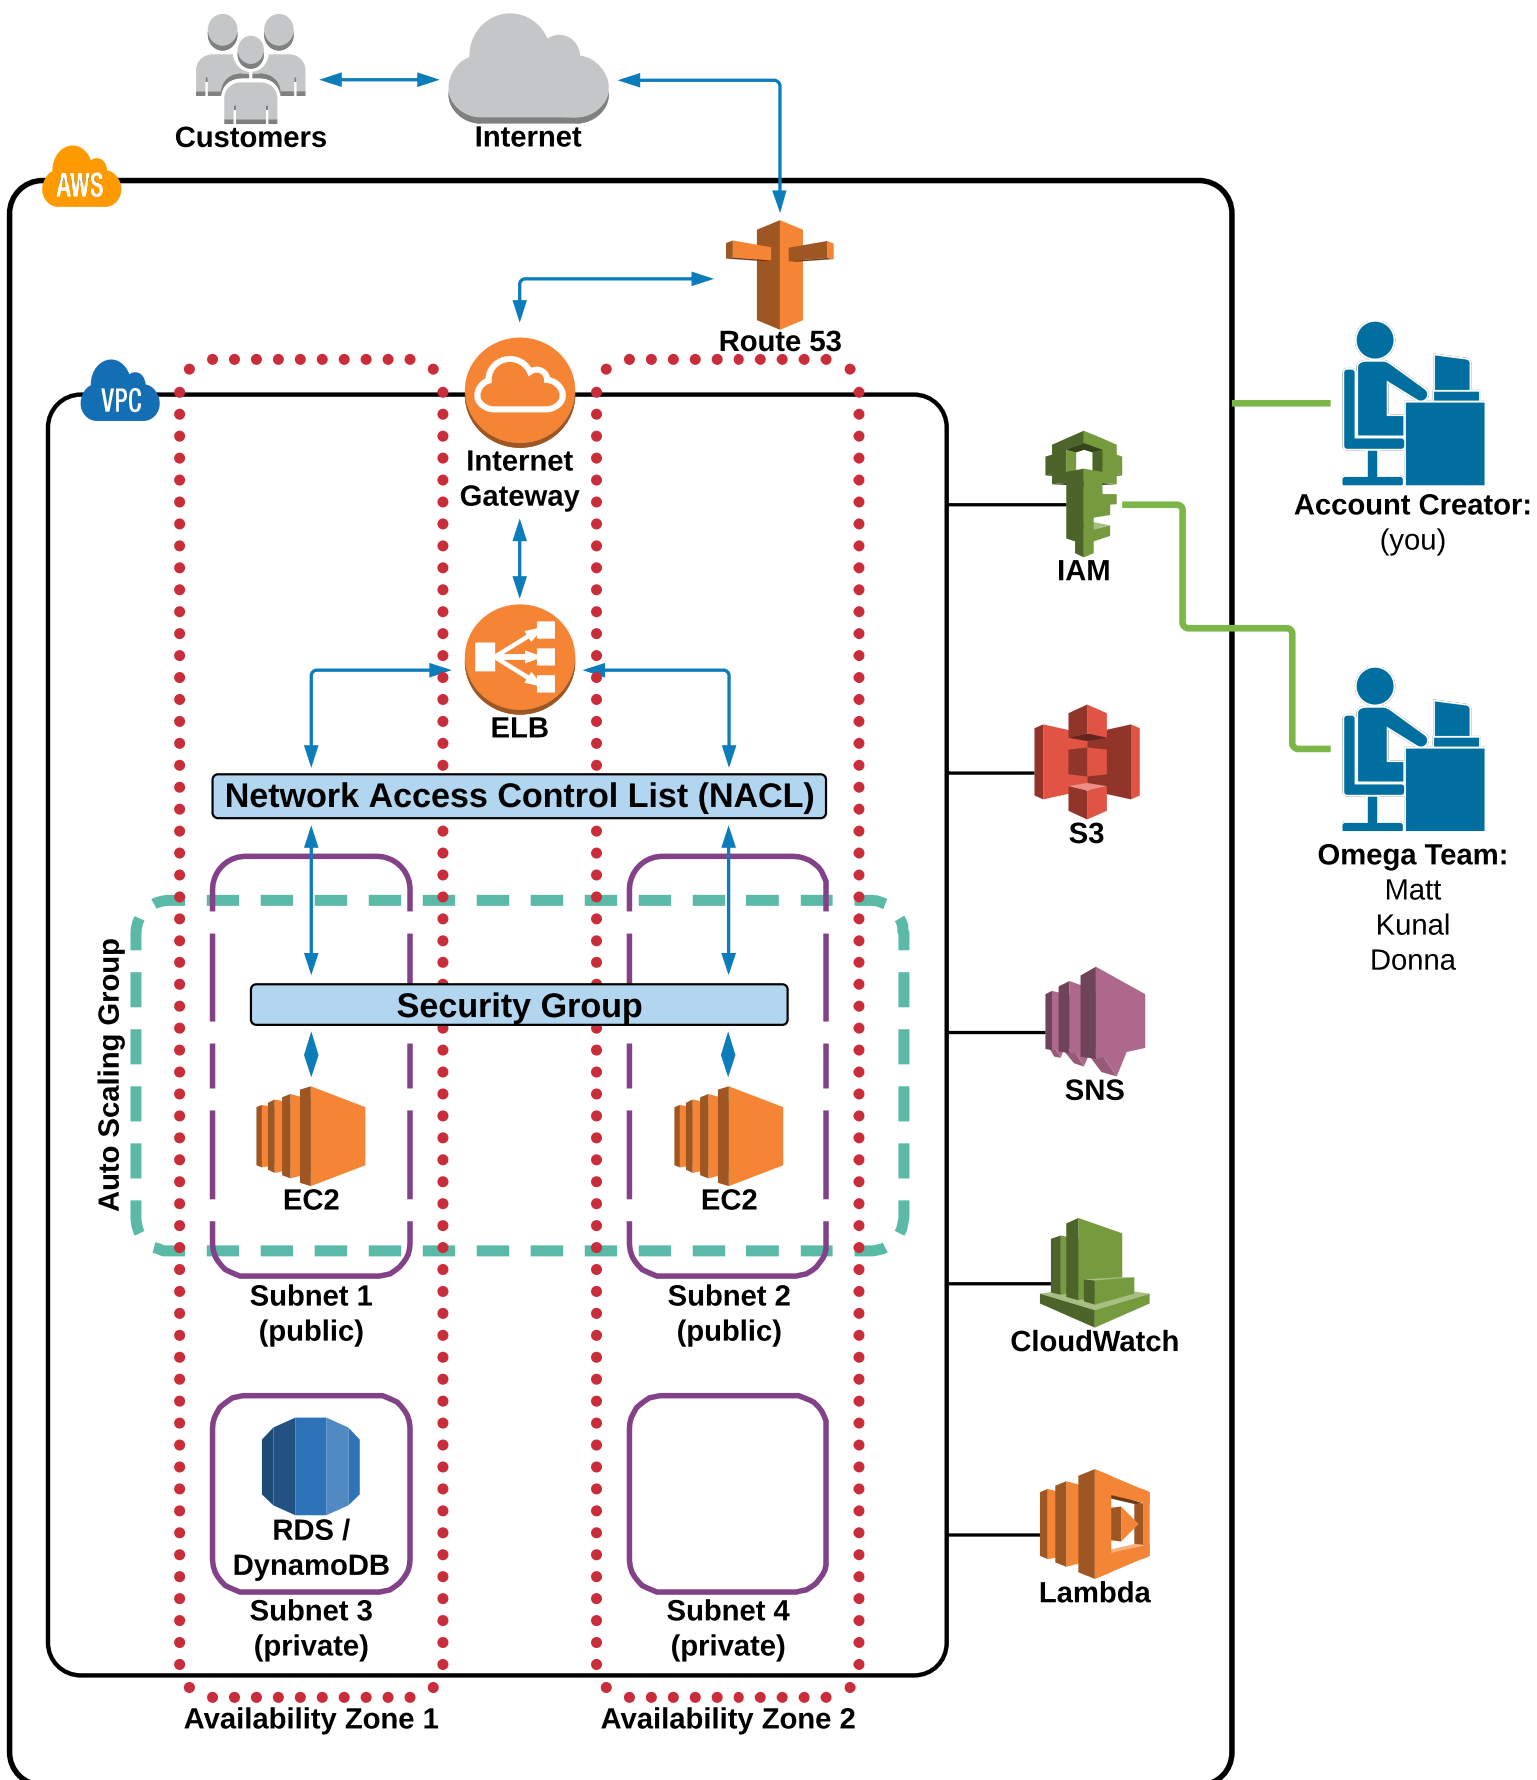 Customers
Internet
AWS
Route 53
VPC
Internet
Gateway
IAM
Account Creator:
(you)
ELB
Network Access Control List (NACL)
S3
Omega Team:
Matt
Kunal
Donna
Auto Scaling Group
Security Group
SNS
EC2
EC2
Subnet 1
(public)
Subnet 2
(public)
CloudWatch
RDS /
DynamoDB
Subnet 3
(private)
Subnet 4
(private)
Lambda
Availability Zone 1
Availability Zone 2